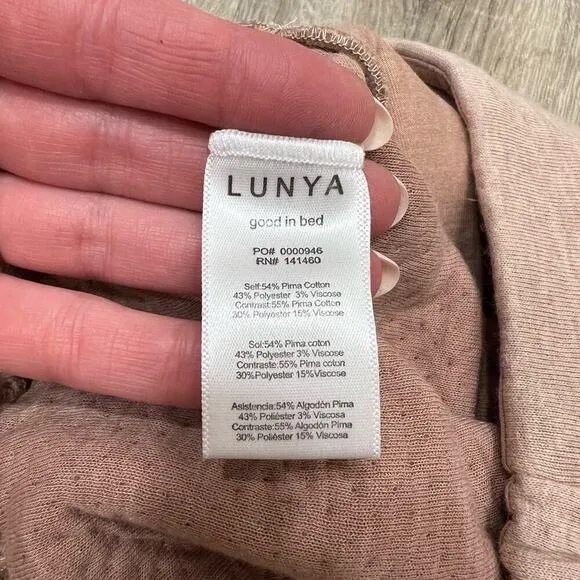 LUNYA
good in bed
PO# 0000946
RN# 141460
Self:54% Pima Cotton
43% Polyester 3% Viscose
Contrast:55% Pima Cotton
30% Polyester 15% Viscose
Sol:54% Pima coton
43% Polyester 3% Viscose
Contraste:55% Pima coton
30%Polyester 15%Viscose
Asistencia:54% Algodón Pima
43% Poliéster 3% Viscosa
Contraste:55% Algodón Pima
30% Poliéster 15% Viscosa